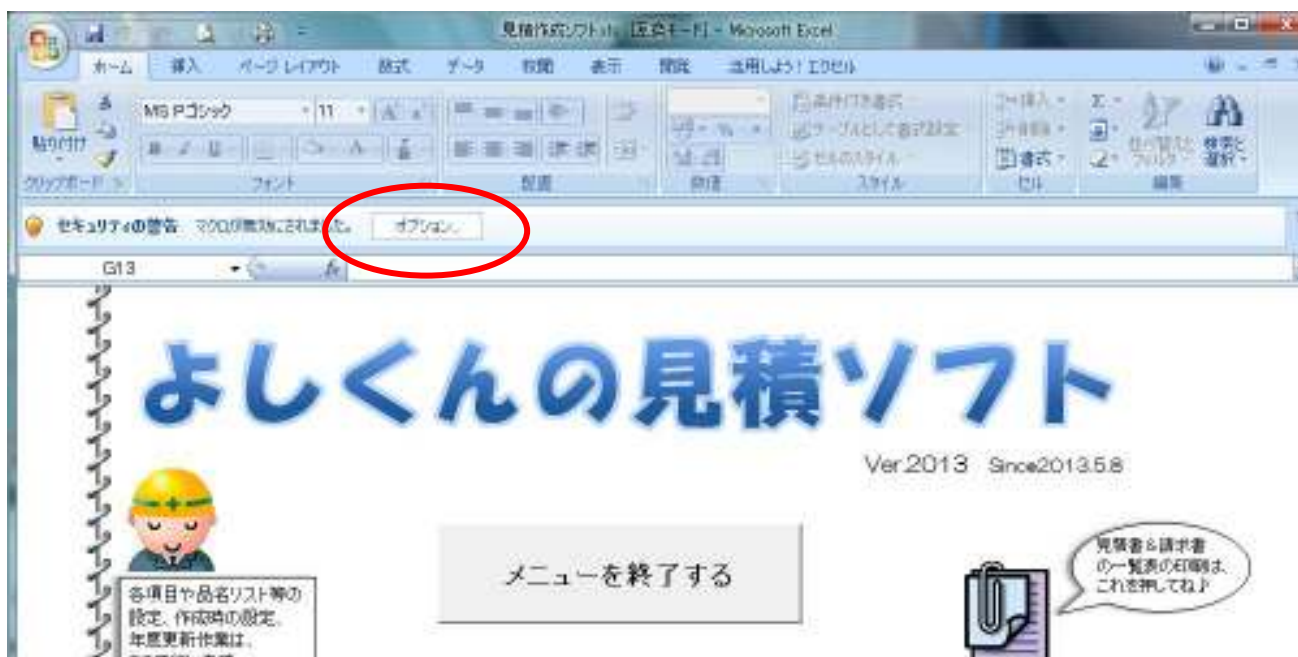 見積作成ソフト.xls [互換モード] - Microsoft Excel
ホーム 挿入 ページ レイアウト 数式 データ 校閲 表示 開発 活用しよう！エクセル
MS Pゴシック 11
貼り付け
条件付き書式
テーブルとして書式設定
セルのスタイル
挿入
削除
書式
並べ替えと
フィルタ
検索と
選択
クリップボード フォント 配置 数値 スタイル セル 編集
セキュリティの警告 マクロが無効にされました。 オプション...
G13 fx
よしくんの見積ソフト
Ver.2013 Since2013.5.8
メニューを終了する
見積書＆請求書
の一覧表の印刷は、
これを押してね♪
各項目や品名リスト等の
設定、作成時の設定、
年度更新作業は、